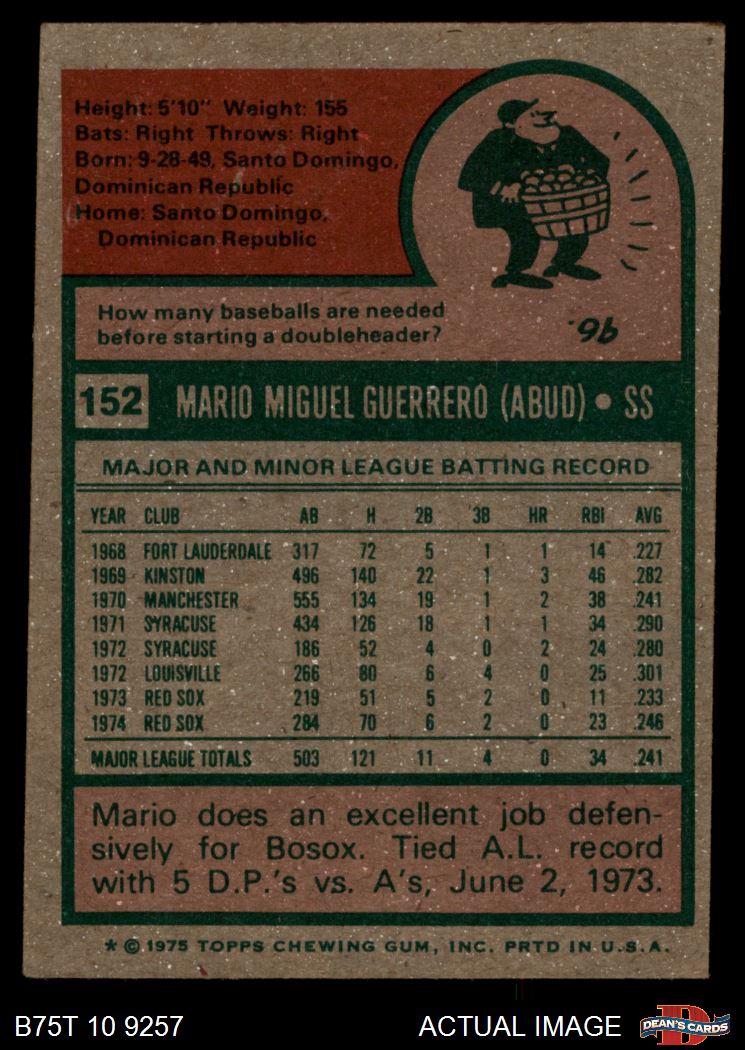 Height: 5'10" Weight: 155
Bats: Right Throws: Right
Born: 9-28-49, Santo Domingo,
Dominican Republic
Home: Santo Domingo,
Dominican Republic
How many baseballs are needed
before starting a doubleheader?
96.
152 MARIO MIGUEL GUERRERO (ABUD) • SS
MAJOR AND MINOR LEAGUE BATTING RECORD
YEAR CLUB AB H 2B 3B HR RBI AVG
1968 FORT LAUDERDALE 317 72 5 1 1 14 .227
1969 KINSTON 496 140 22 1 3 46 .282
1970 MANCHESTER 555 134 19 1 2 38 .241
1971 SYRACUSE 434 126 18 1 1 34 .290
1972 SYRACUSE 186 52 4 0 2 24 .280
1972 LOUISVILLE 266 80 6 4 0 25 .301
1973 RED SOX 219 51 5 2 0 11 .233
1974 RED SOX 284 70 6 2 0 23 .246
MAJOR LEAGUE TOTALS 503 121 11 4 0 34 .241
Mario does an excellent job defen-
sively for Bosox. Tied A.L. record
with 5 D.P.'s vs. A's, June 2, 1973.
* © 1975 TOPPS CHEWING GUM, INC. PRTD IN U.S.A.
B75T 10 9257 ACTUAL IMAGE DEAN'S CARDS